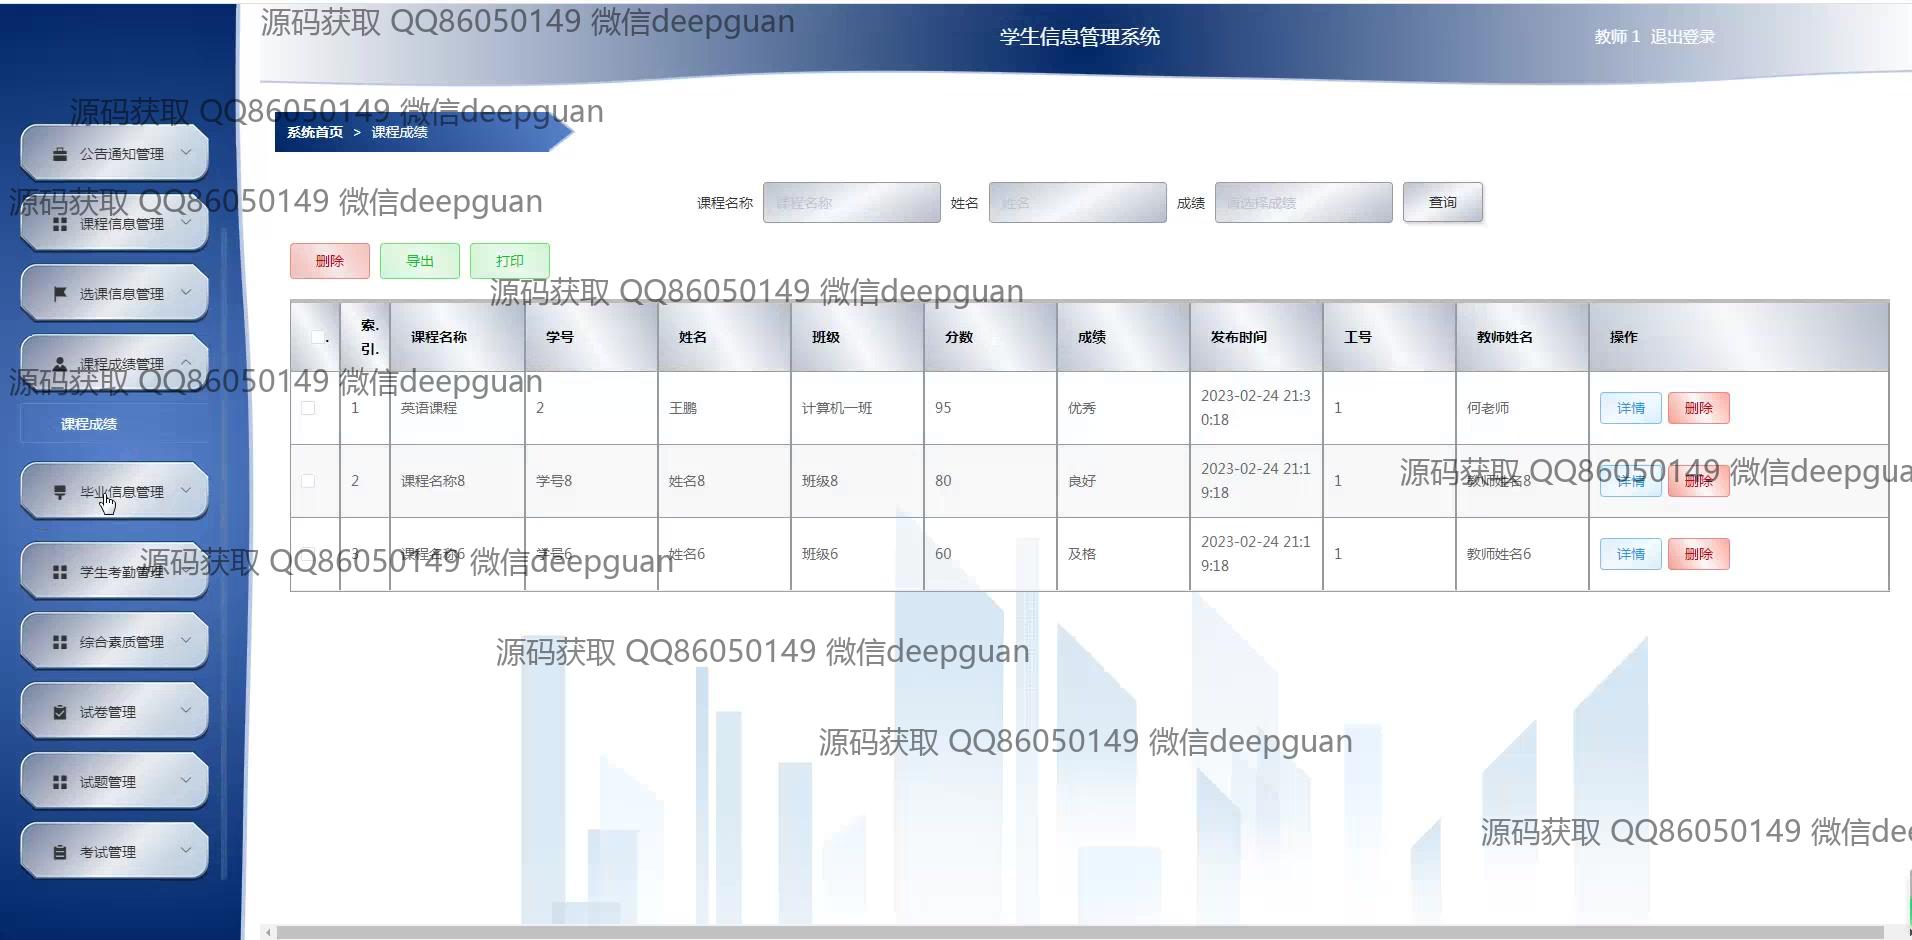 源码获取 QQ86050149 微信deepguan
学生信息管理系统
教师 1 退出登录
源码获取 QQ86050149 微信deepguan
系统首页 > 课程成绩
公告通知管理
源码获取 QQ86050149 微信deepguan
课程信息管理
课程名称 课程名称 姓名 姓名 成绩 请选择成绩 查询
删除 导出 打印
源码获取 QQ86050149 微信deepguan
选课信息管理
索. 引. 课程名称 学号 姓名 班级 分数 成绩 发布时间 工号 教师姓名 操作
课程成绩管理
源码获取 QQ86050149 微信deepguan
1 英语课程 2 王鹏 计算机一班 95 优秀 2023-02-24 21:3 0:18 1 何老师 详情 删除
课程成绩
源码获取 QQ86050149 微信deepgua
2 课程名称8 学号8 姓名8 班级8 80 良好 2023-02-24 21:1 9:18 1 教师姓名8 详情 删除
毕业信息管理
源码获取 QQ86050149 微信deepguan
3 课程名称6 学号6 姓名6 班级6 60 及格 2023-02-24 21:1 9:18 1 教师姓名6 详情 删除
学生考勤管理
综合素质管理
源码获取 QQ86050149 微信deepguan
试卷管理
源码获取 QQ86050149 微信deepguan
试题管理
源码获取 QQ86050149 微信dee
考试管理